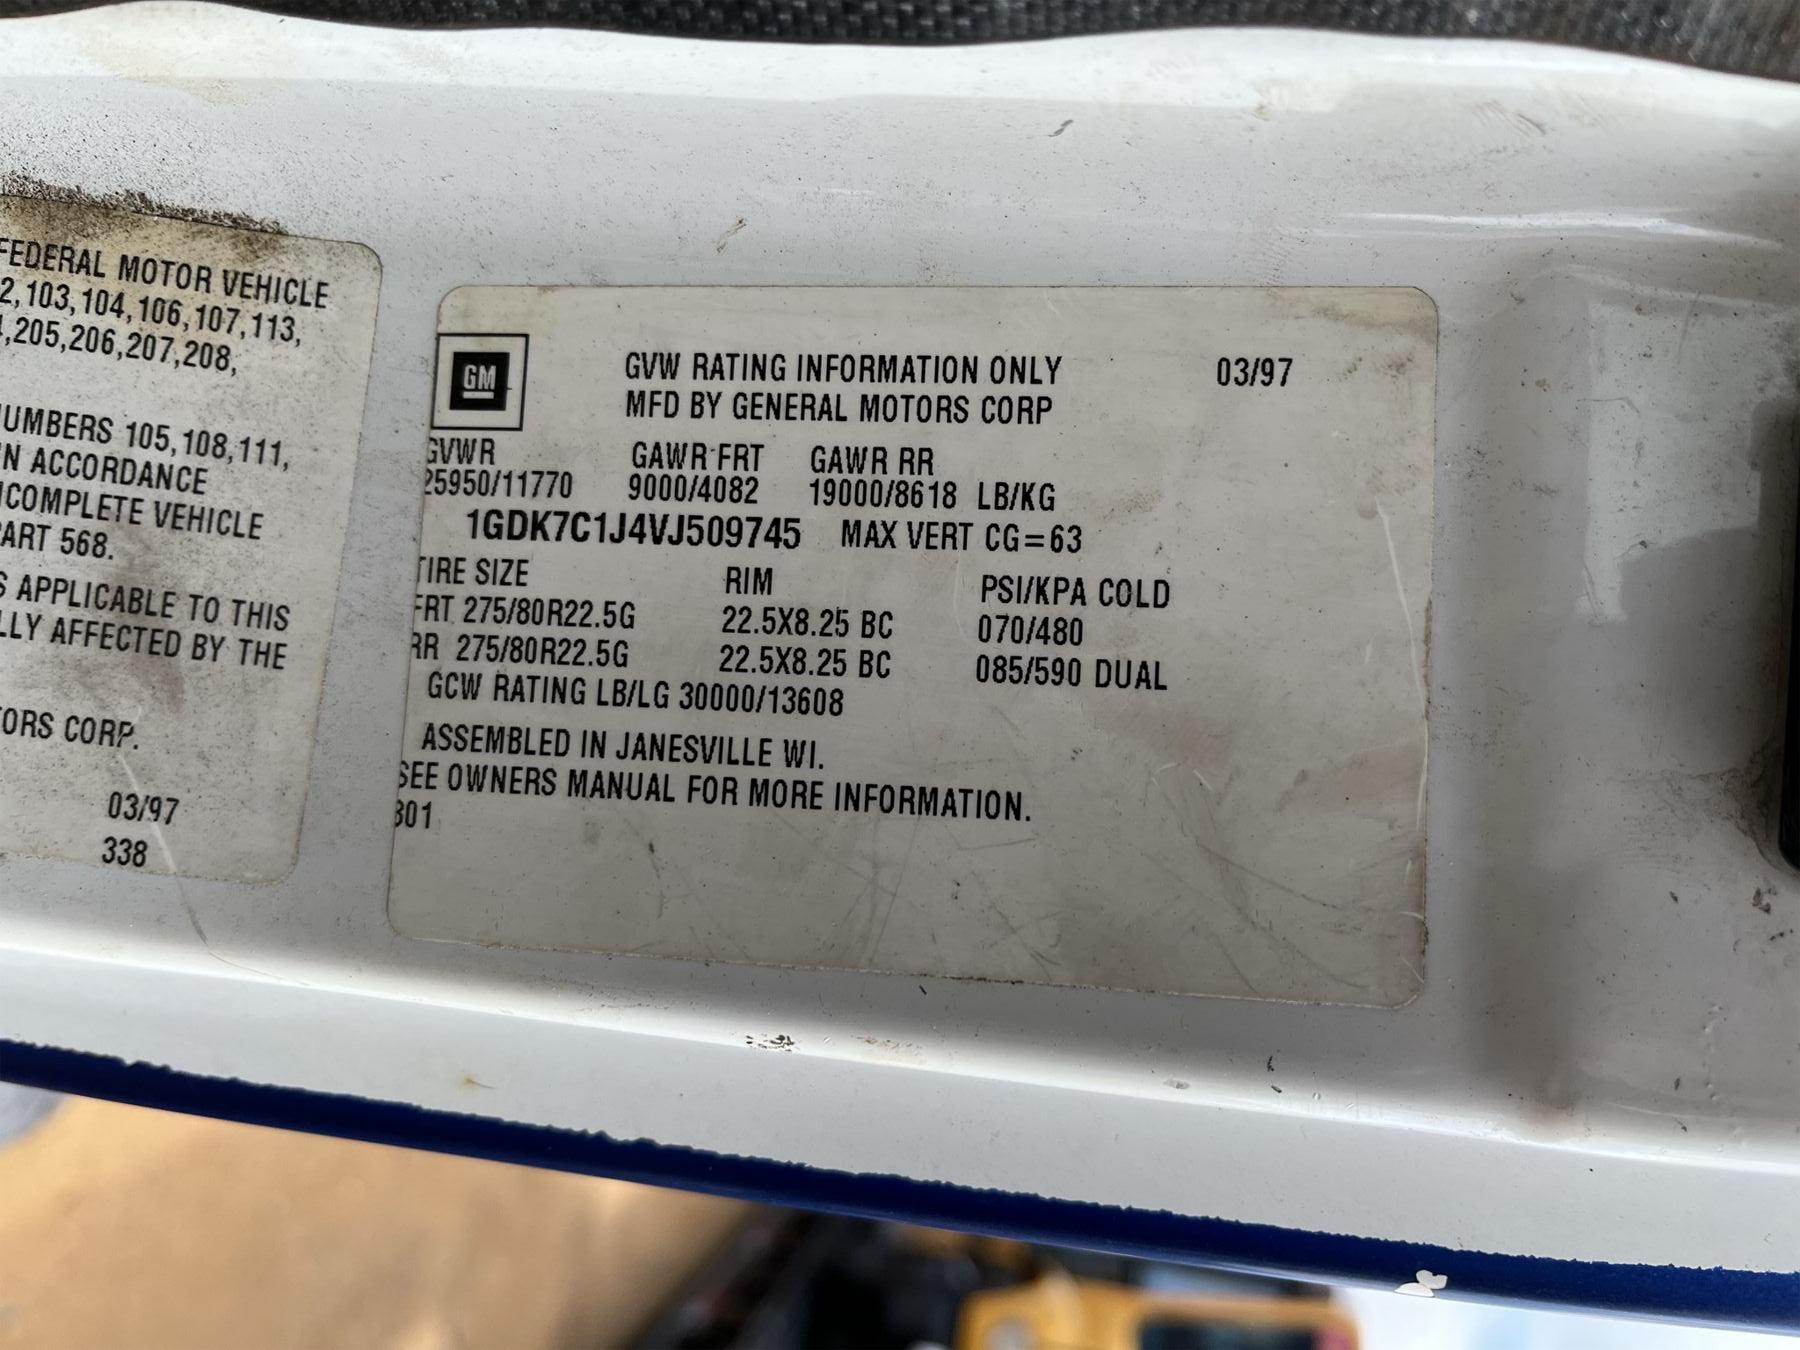 FEDERAL MOTOR VEHICLE
2,103,104,106,107,113,
,205,206,207,208,
UMBERS 105,108,111,
N ACCORDANCE
COMPLETE VEHICLE
ART 568.
S APPLICABLE TO THIS
LLY AFFECTED BY THE
TORS CORP.
03/97
338
GM
GVW RATING INFORMATION ONLY 03/97
MFD BY GENERAL MOTORS CORP
GVWR GAWR FRT GAWR RR
25950/11770 9000/4082 19000/8618 LB/KG
1GDK7C1J4VJ509745 MAX VERT CG=63
TIRE SIZE RIM PSI/KPA COLD
FRT 275/80R22.5G 22.5X8.25 BC 070/480
RR 275/80R22.5G 22.5X8.25 BC 085/590 DUAL
GCW RATING LB/LG 30000/13608
ASSEMBLED IN JANESVILLE WI.
SEE OWNERS MANUAL FOR MORE INFORMATION.
301